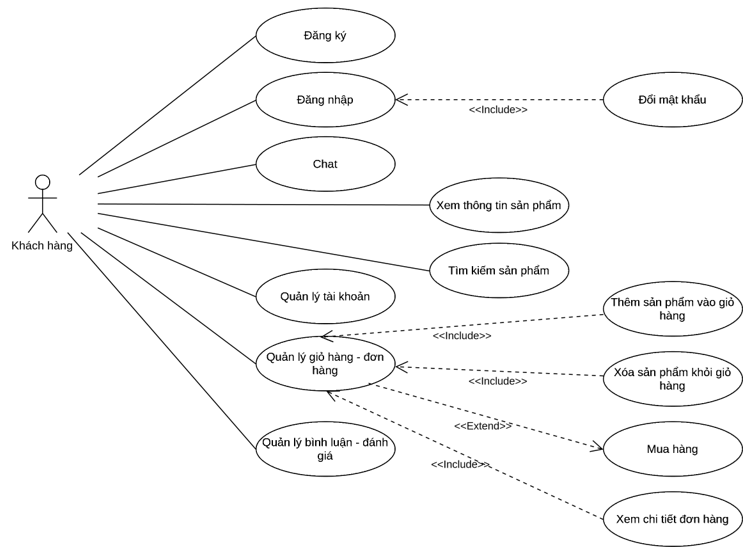 Đăng ký
Đăng nhập
<<Include>>
Đổi mật khẩu
Chat
Xem thông tin sản phẩm
Khách hàng
Tìm kiếm sản phẩm
Quản lý tài khoản
Thêm sản phẩm vào giỏ
hàng
<<Include>>
Quản lý giỏ hàng - đơn
hàng
Xóa sản phẩm khỏi giỏ
hàng
<<Include>>
<<Extend>>
Mua hàng
Quản lý bình luận - đánh
giá
<<Include>>
Xem chi tiết đơn hàng